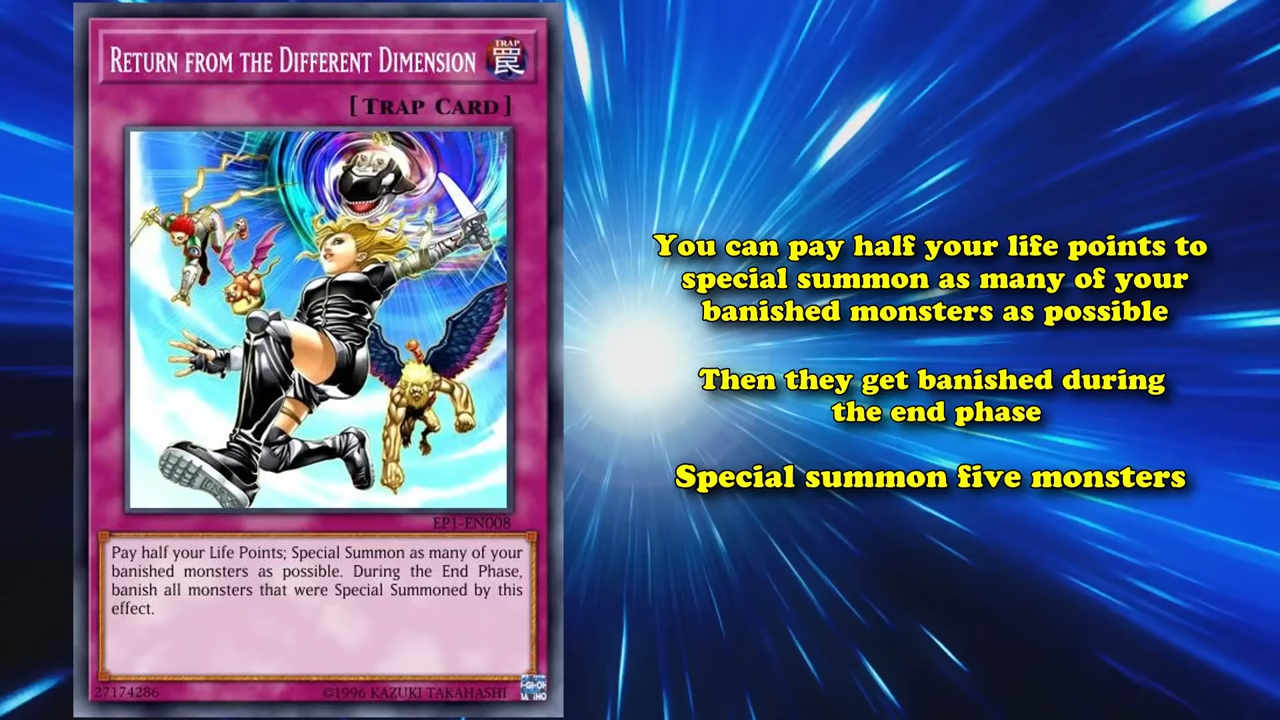 Return from the Different Dimension
TRAP
罠
[Trap Card]
EP1-EN008
Pay half your Life Points; Special Summon as many of your
banished monsters as possible. During the End Phase,
banish all monsters that were Special Summoned by this
effect.
27174286
©1996 KAZUKI TAKAHASHI
You can pay half your life points to
special summon as many of your
banished monsters as possible
Then they get banished during
the end phase
Special summon five monsters